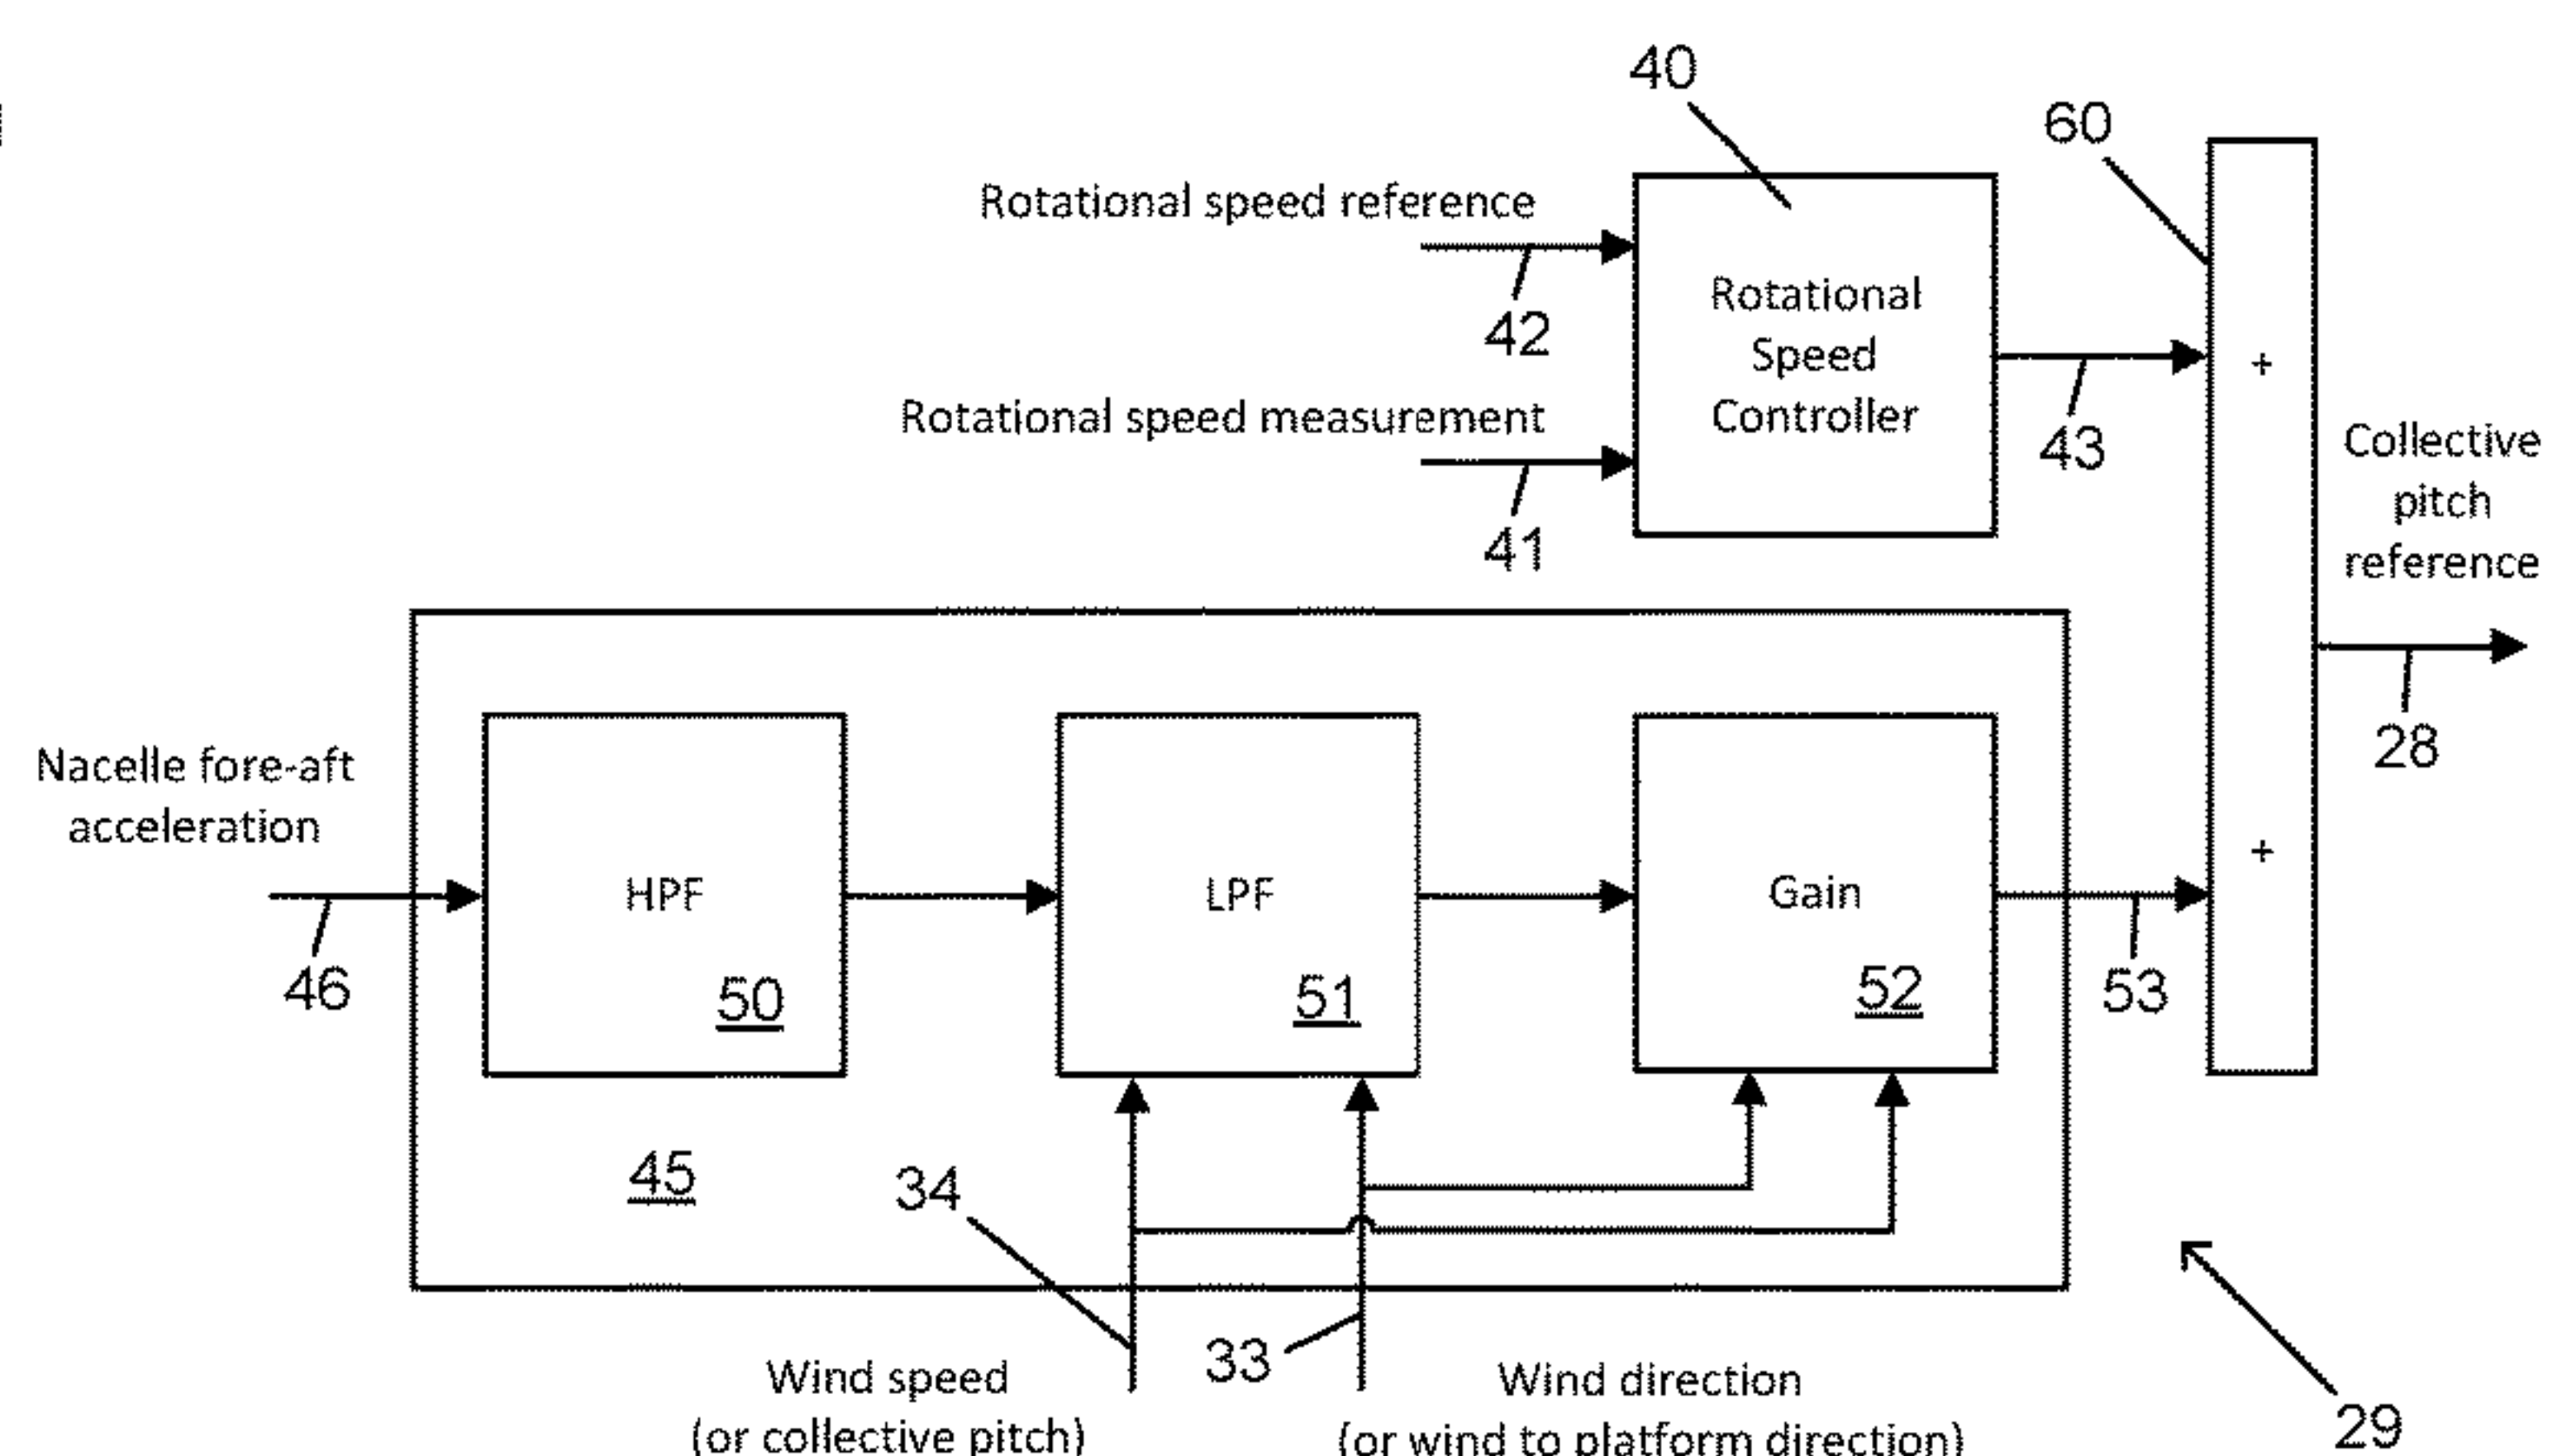 40
60
Rotational speed reference
42
Rotational
Speed
Controller
+
Rotational speed measurement
43
41
Collective
pitch
reference
28
Nacelle fore-aft
acceleration
46
HPF
50
LPF
51
Gain
52
+
53
45
34
33
Wind speed
(or collective pitch)
Wind direction
(or wind to platform direction)
29